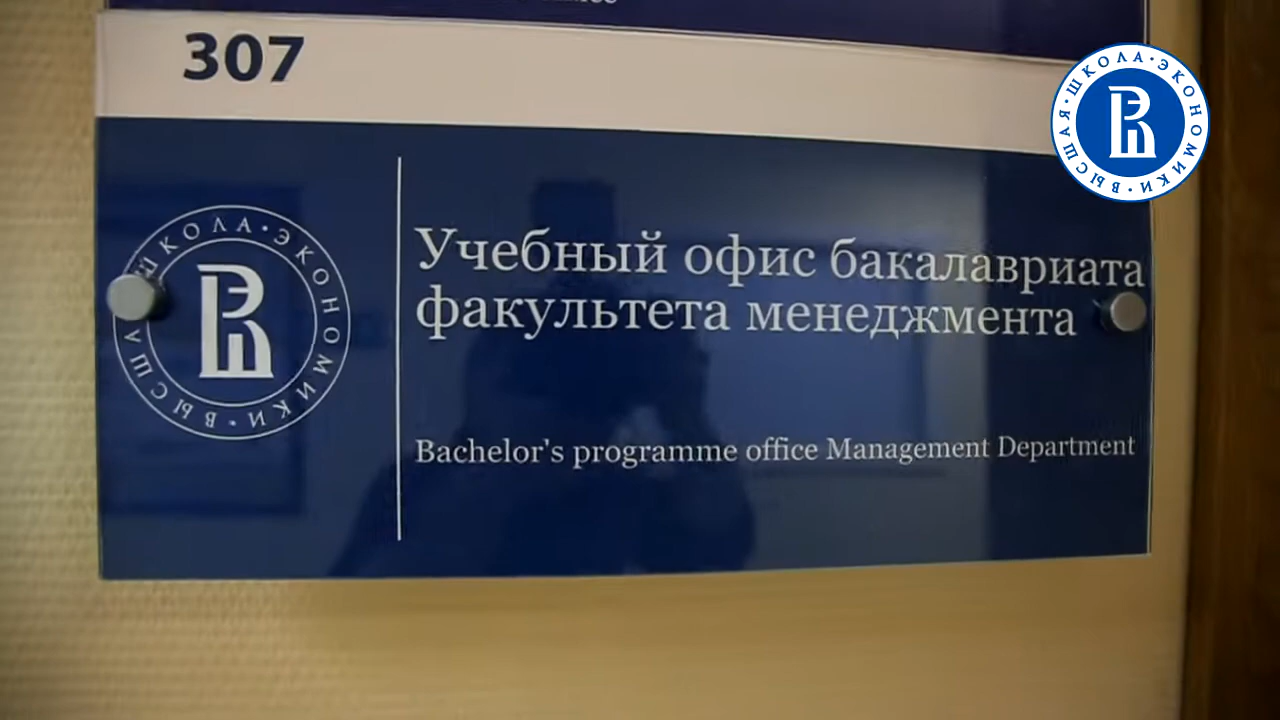 307
ВЫСШАЯ · ШКОЛА · ЭКОНОМИКИ
ВЫСШАЯ · ШКОЛА · ЭКОНОМИКИ
Учебный офис бакалавриата
факультета менеджмента
Bachelor's programme office Management Department